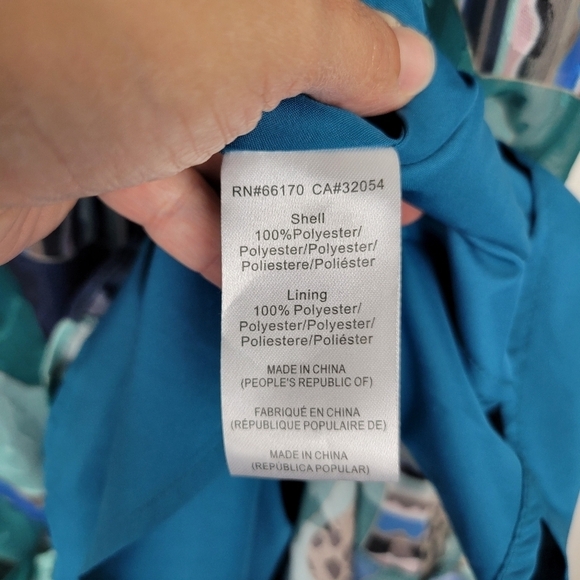 RN#66170 CA#32054
Shell
100%Polyester/
Polyester/Polyester/
Poliestere/Poliéster
Lining
100% Polyester/
Polyester/Polyester/
Poliestere/Poliéster
MADE IN CHINA
(PEOPLE'S REPUBLIC OF)
FABRIQUÉ EN CHINA
(RÉPUBLIQUE POPULAIRE DE)
MADE IN CHINA
(REPÚBLICA POPULAR)